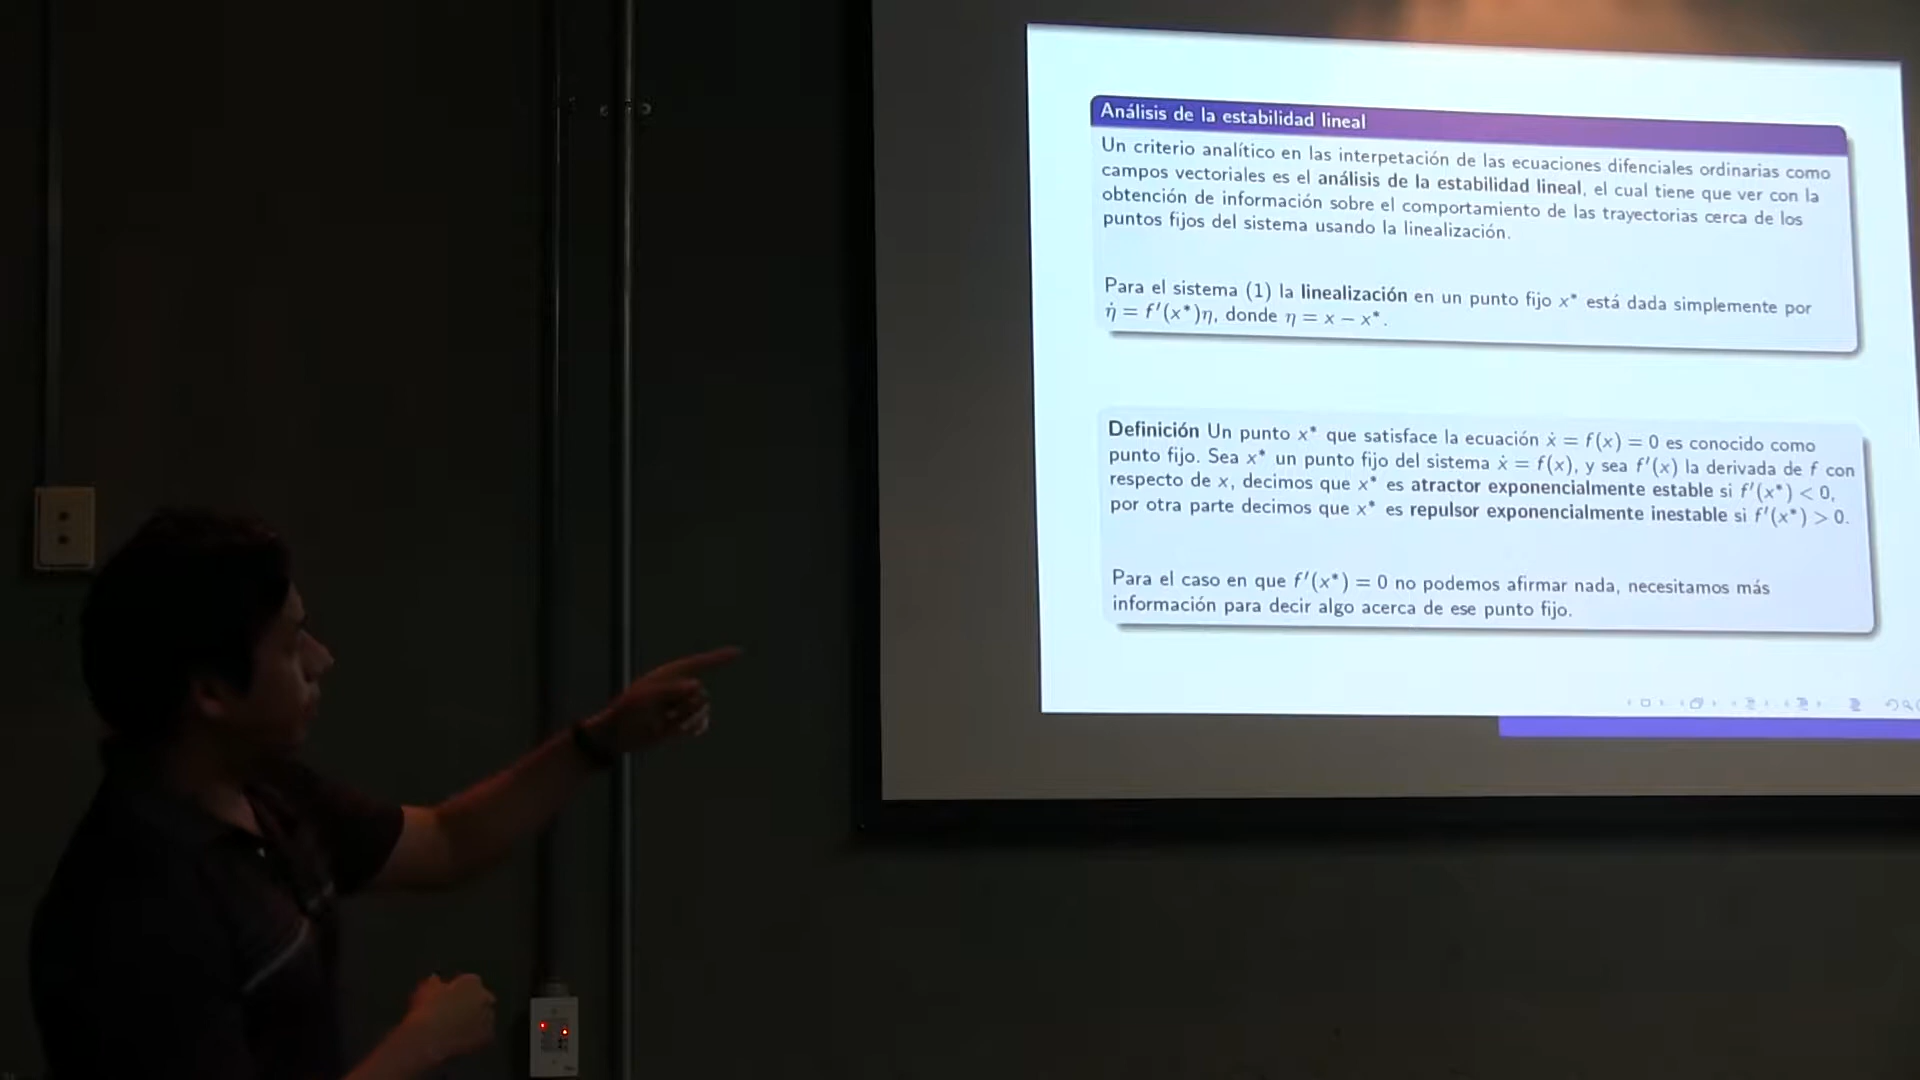 Análisis de la estabilidad lineal
Un criterio analítico en las interpetación de las ecuaciones difenciales ordinarias como
campos vectoriales es el análisis de la estabilidad lineal, el cual tiene que ver con la
obtención de información sobre el comportamiento de las trayectorias cerca de los
puntos fijos del sistema usando la linealización.
Para el sistema (1) la linealización en un punto fijo x* está dada simplemente por
η̇ = f′(x*)η, donde η = x − x*.
Definición Un punto x* que satisface la ecuación ẋ = f(x) = 0 es conocido como
punto fijo. Sea x* un punto fijo del sistema ẋ = f(x), y sea f′(x) la derivada de f con
respecto de x, decimos que x* es atractor exponencialmente estable si f′(x*) < 0,
por otra parte decimos que x* es repulsor exponencialmente inestable si f′(x*) > 0.
Para el caso en que f′(x*) = 0 no podemos afirmar nada, necesitamos más
información para decir algo acerca de ese punto fijo.